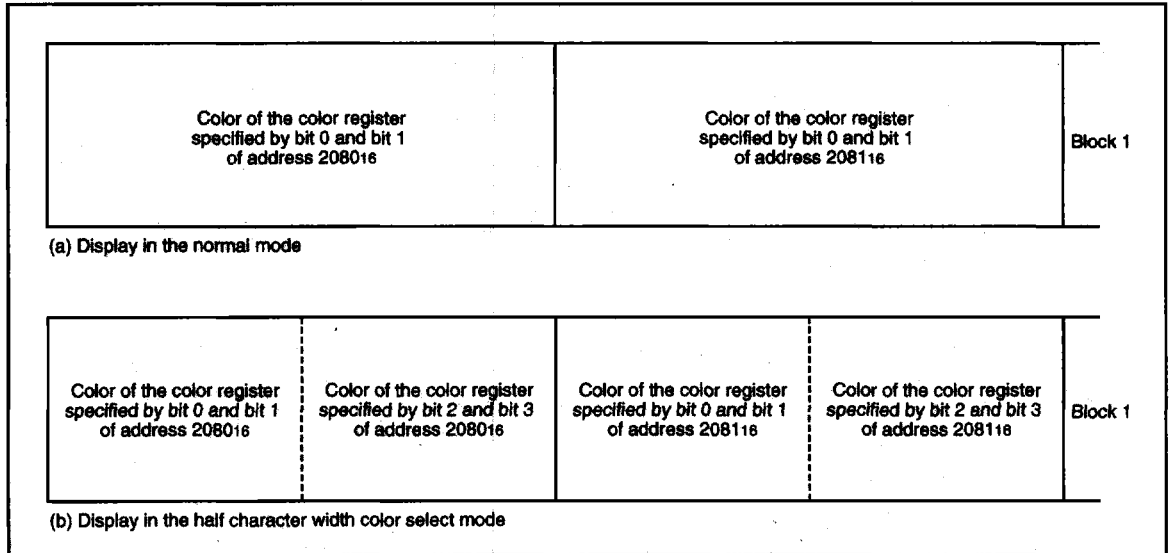 Color of the color register
specified by bit 0 and bit 1
of address 208016
Color of the color register
specified by bit 0 and bit 1
of address 208116
Block 1
(a) Display in the normal mode
Color of the color register
specified by bit 0 and bit 1
of address 208016
Color of the color register
specified by bit 2 and bit 3
of address 208016
Color of the color register
specified by bit 0 and bit 1
of address 208116
Color of the color register
specified by bit 2 and bit 3
of address 208116
Block 1
(b) Display in the half character width color select mode